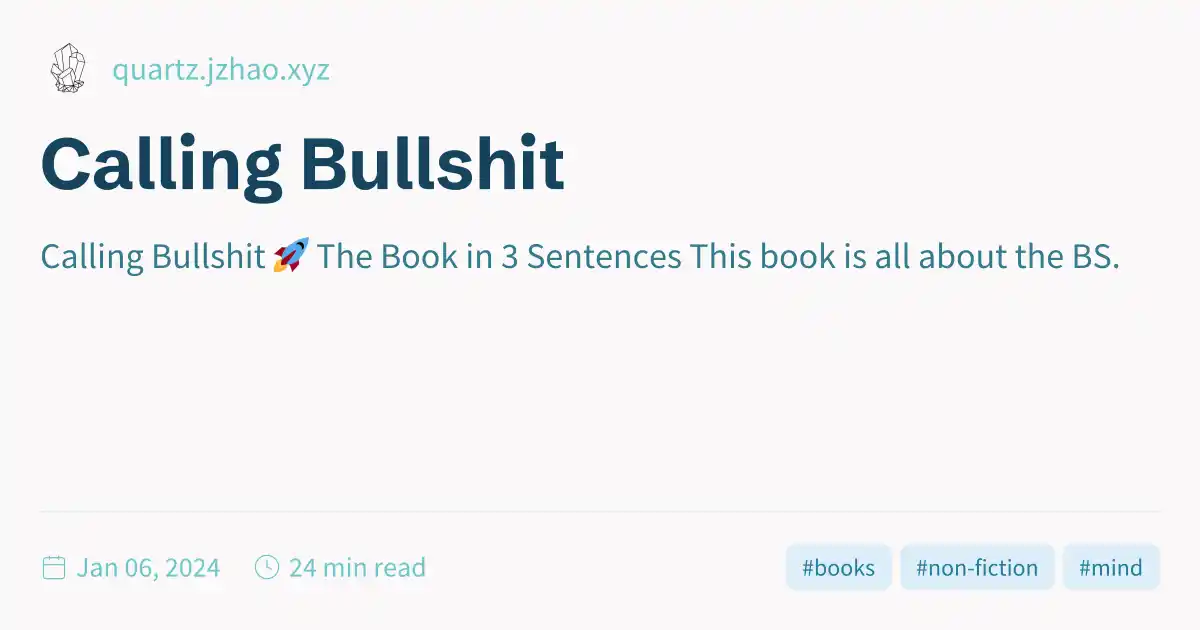 quartz.jzhao.xyz
Calling Bullshit
Calling Bullshit 🚀 The Book in 3 Sentences This book is all about the BS.
Jan 06, 2024 24 min read #books #non-fiction #mind